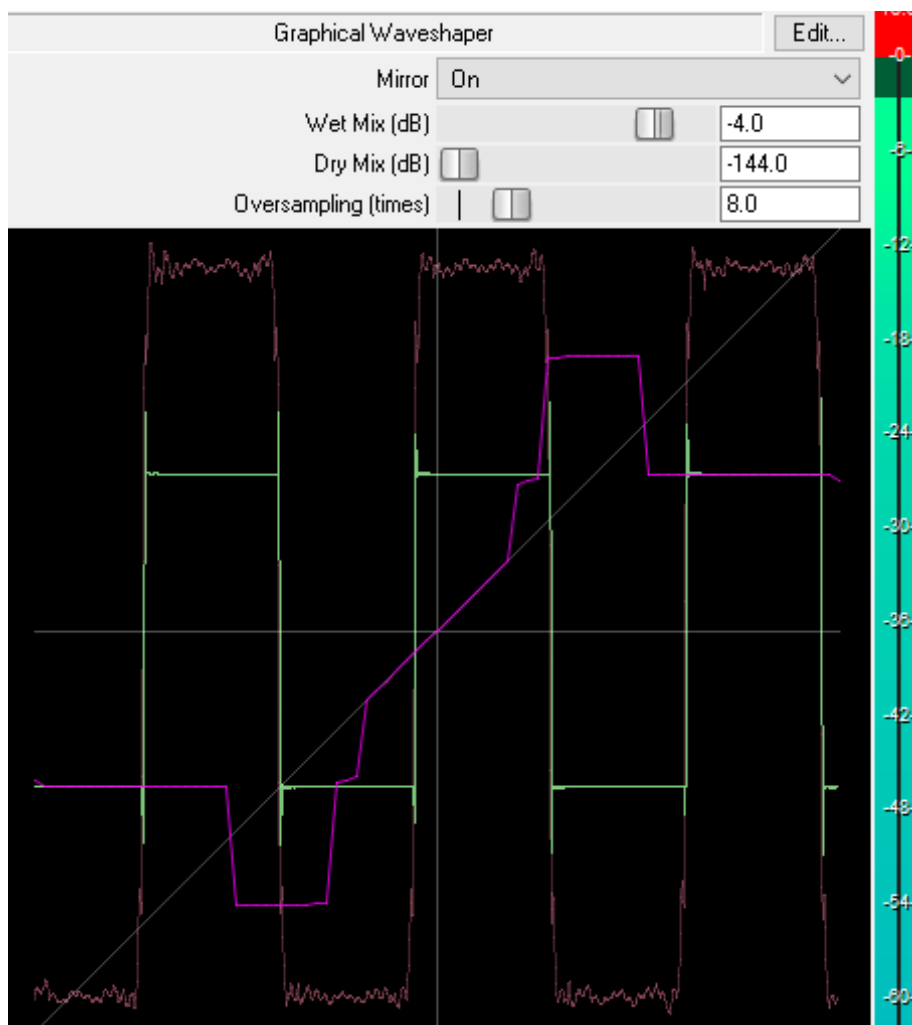 Graphical Waveshaper Edit...
Mirror On
Wet Mix (dB) -4.0
Dry Mix (dB) -144.0
Oversampling (times) 8.0
-0-
-6-
-12-
-18-
-24-
-30-
-36-
-42-
-48-
-54-
-60-